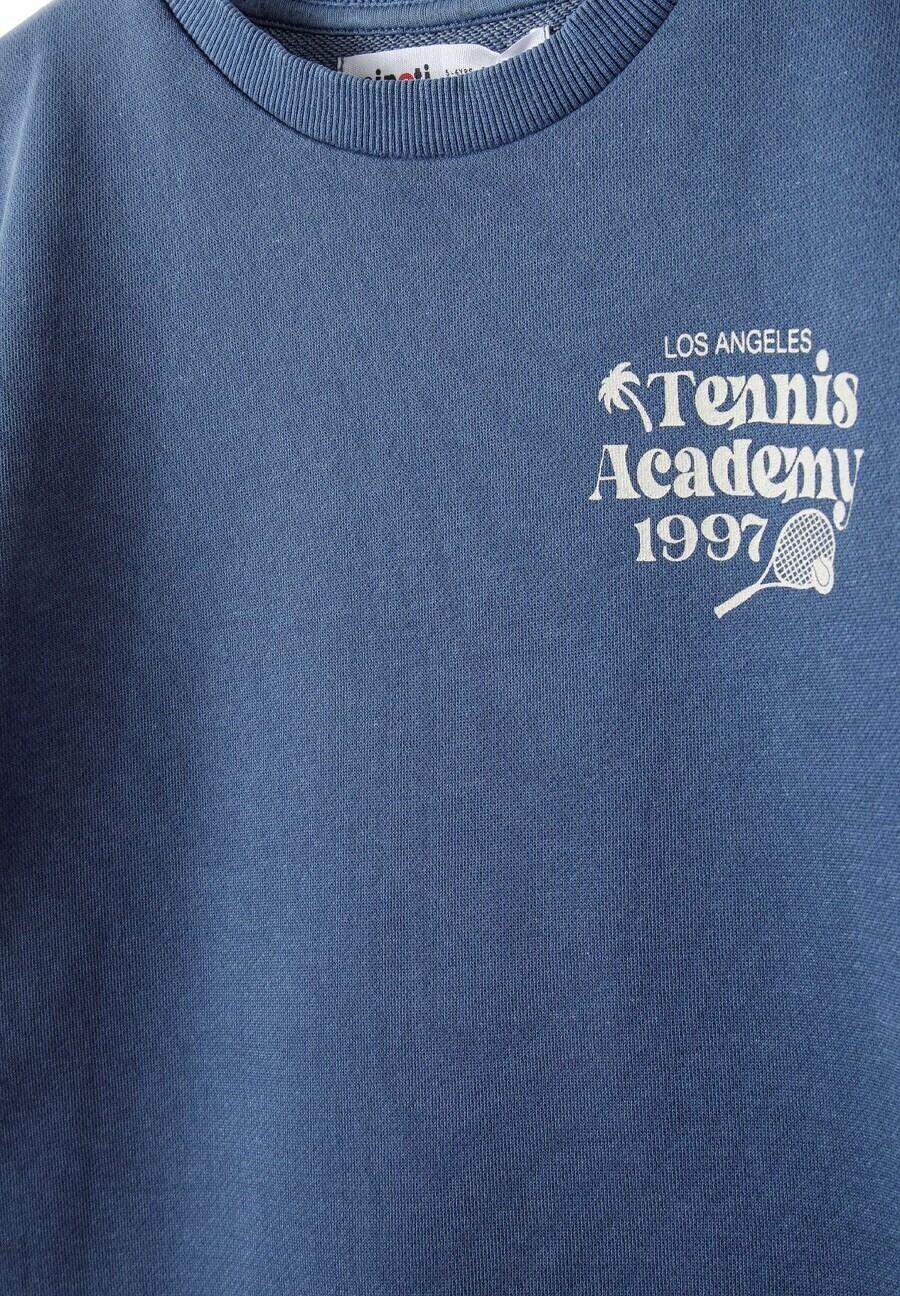 LOS ANGELES
Tennis
Academy
1997